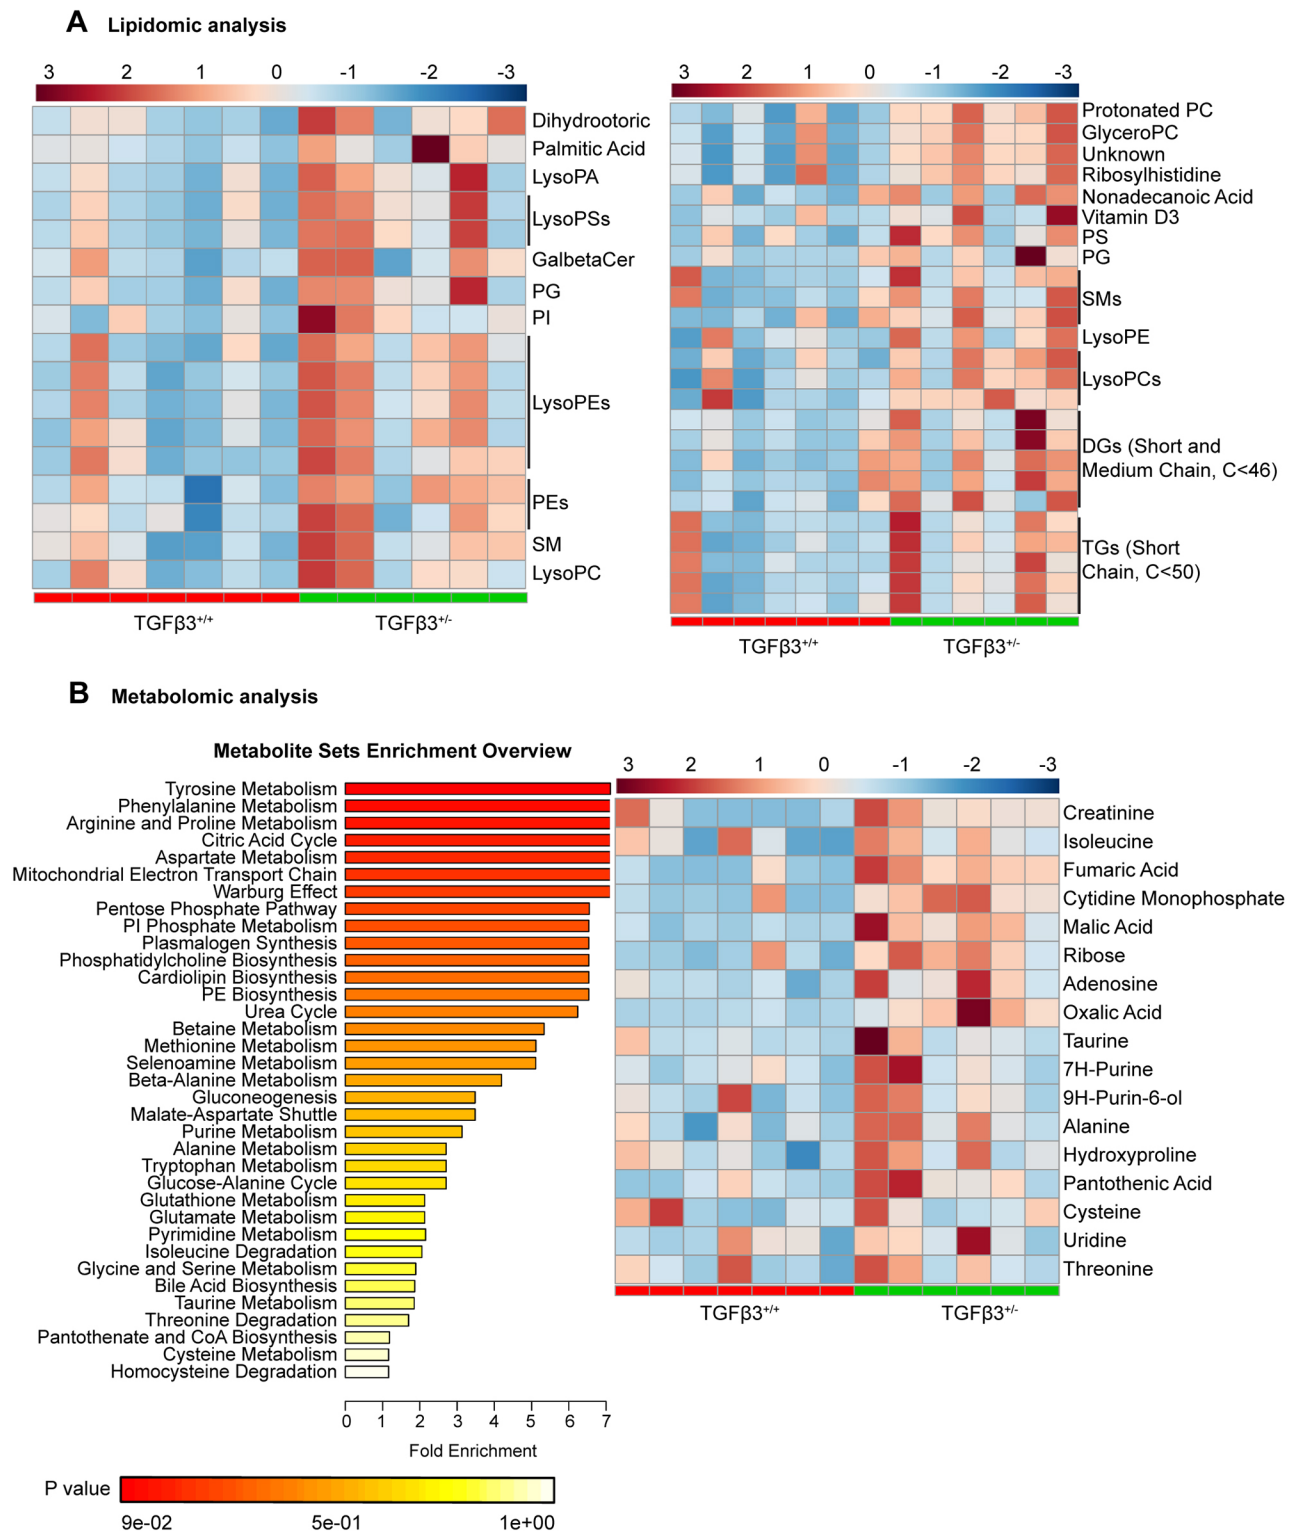 A Lipidomic analysis
3 2 1 0 -1 -2 -3
Dihydrootoric
Palmitic Acid
LysoPA
LysoPSs
GalbetaCer
PG
PI
LysoPEs
PEs
SM
LysoPC
TGFβ3+/+ TGFβ3+/-
3 2 1 0 -1 -2 -3
Protonated PC
GlyceroPC
Unknown
Ribosylhistidine
Nonadecanoic Acid
Vitamin D3
PS
PG
SMs
LysoPE
LysoPCs
DGs (Short and
Medium Chain, C<46)
TGs (Short
Chain, C<50)
TGFβ3+/+ TGFβ3+/-
B Metabolomic analysis
Metabolite Sets Enrichment Overview
Tyrosine Metabolism
Phenylalanine Metabolism
Arginine and Proline Metabolism
Citric Acid Cycle
Aspartate Metabolism
Mitochondrial Electron Transport Chain
Warburg Effect
Pentose Phosphate Pathway
PI Phosphate Metabolism
Plasmalogen Synthesis
Phosphatidylcholine Biosynthesis
Cardiolipin Biosynthesis
PE Biosynthesis
Urea Cycle
Betaine Metabolism
Methionine Metabolism
Selenoamine Metabolism
Beta-Alanine Metabolism
Gluconeogenesis
Malate-Aspartate Shuttle
Purine Metabolism
Alanine Metabolism
Tryptophan Metabolism
Glucose-Alanine Cycle
Glutathione Metabolism
Glutamate Metabolism
Pyrimidine Metabolism
Isoleucine Degradation
Glycine and Serine Metabolism
Bile Acid Biosynthesis
Taurine Metabolism
Threonine Degradation
Pantothenate and CoA Biosynthesis
Cysteine Metabolism
Homocysteine Degradation
0 1 2 3 4 5 6 7
Fold Enrichment
P value
9e-02 5e-01 1e+00
3 2 1 0 -1 -2 -3
Creatinine
Isoleucine
Fumaric Acid
Cytidine Monophosphate
Malic Acid
Ribose
Adenosine
Oxalic Acid
Taurine
7H-Purine
9H-Purin-6-ol
Alanine
Hydroxyproline
Pantothenic Acid
Cysteine
Uridine
Threonine
TGFβ3+/+ TGFβ3+/-